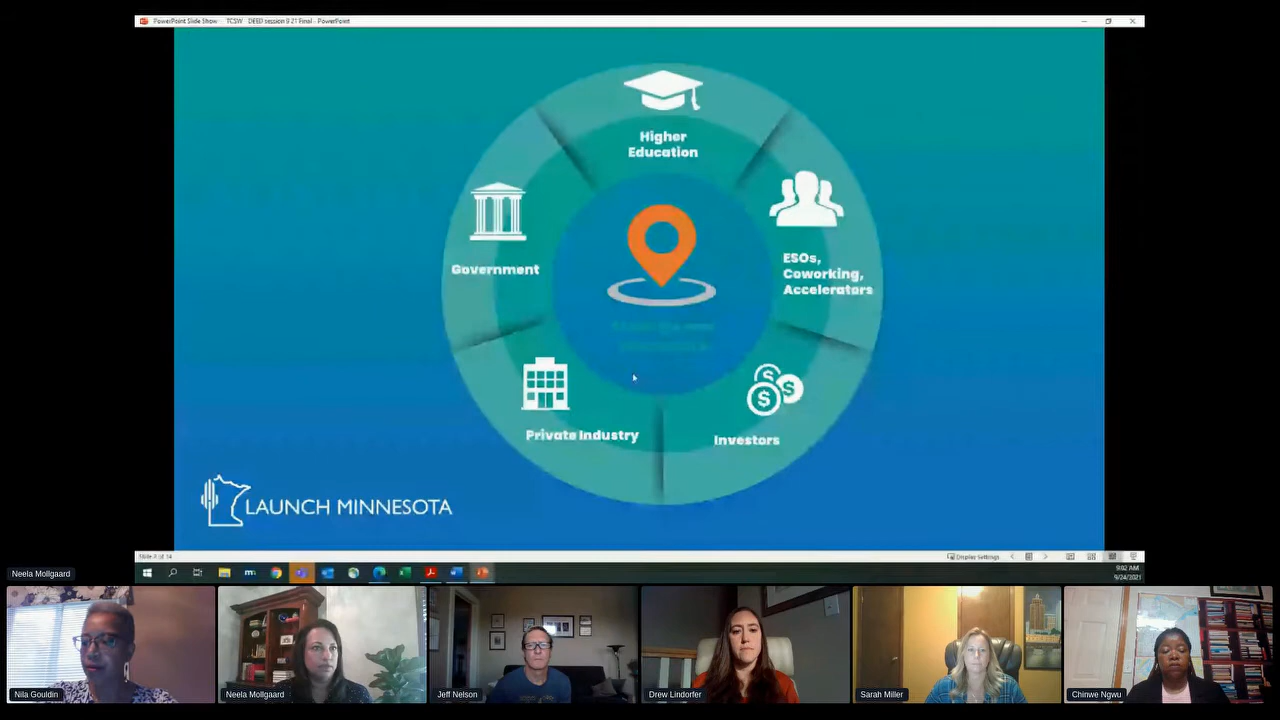 PowerPoint Slide Show - TCSW DEED session 9 21 Final - PowerPoint
Higher
Education
Government
ESOs,
Coworking,
Accelerators
Private Industry
Investors
LAUNCH MINNESOTA
Display Settings
9:02 AM
9/24/2021
Neela Mollgaard
Nila Gouldin
Neela Mollgaard
Jeff Nelson
Drew Lindorfer
Sarah Miller
Chinwe Ngwu